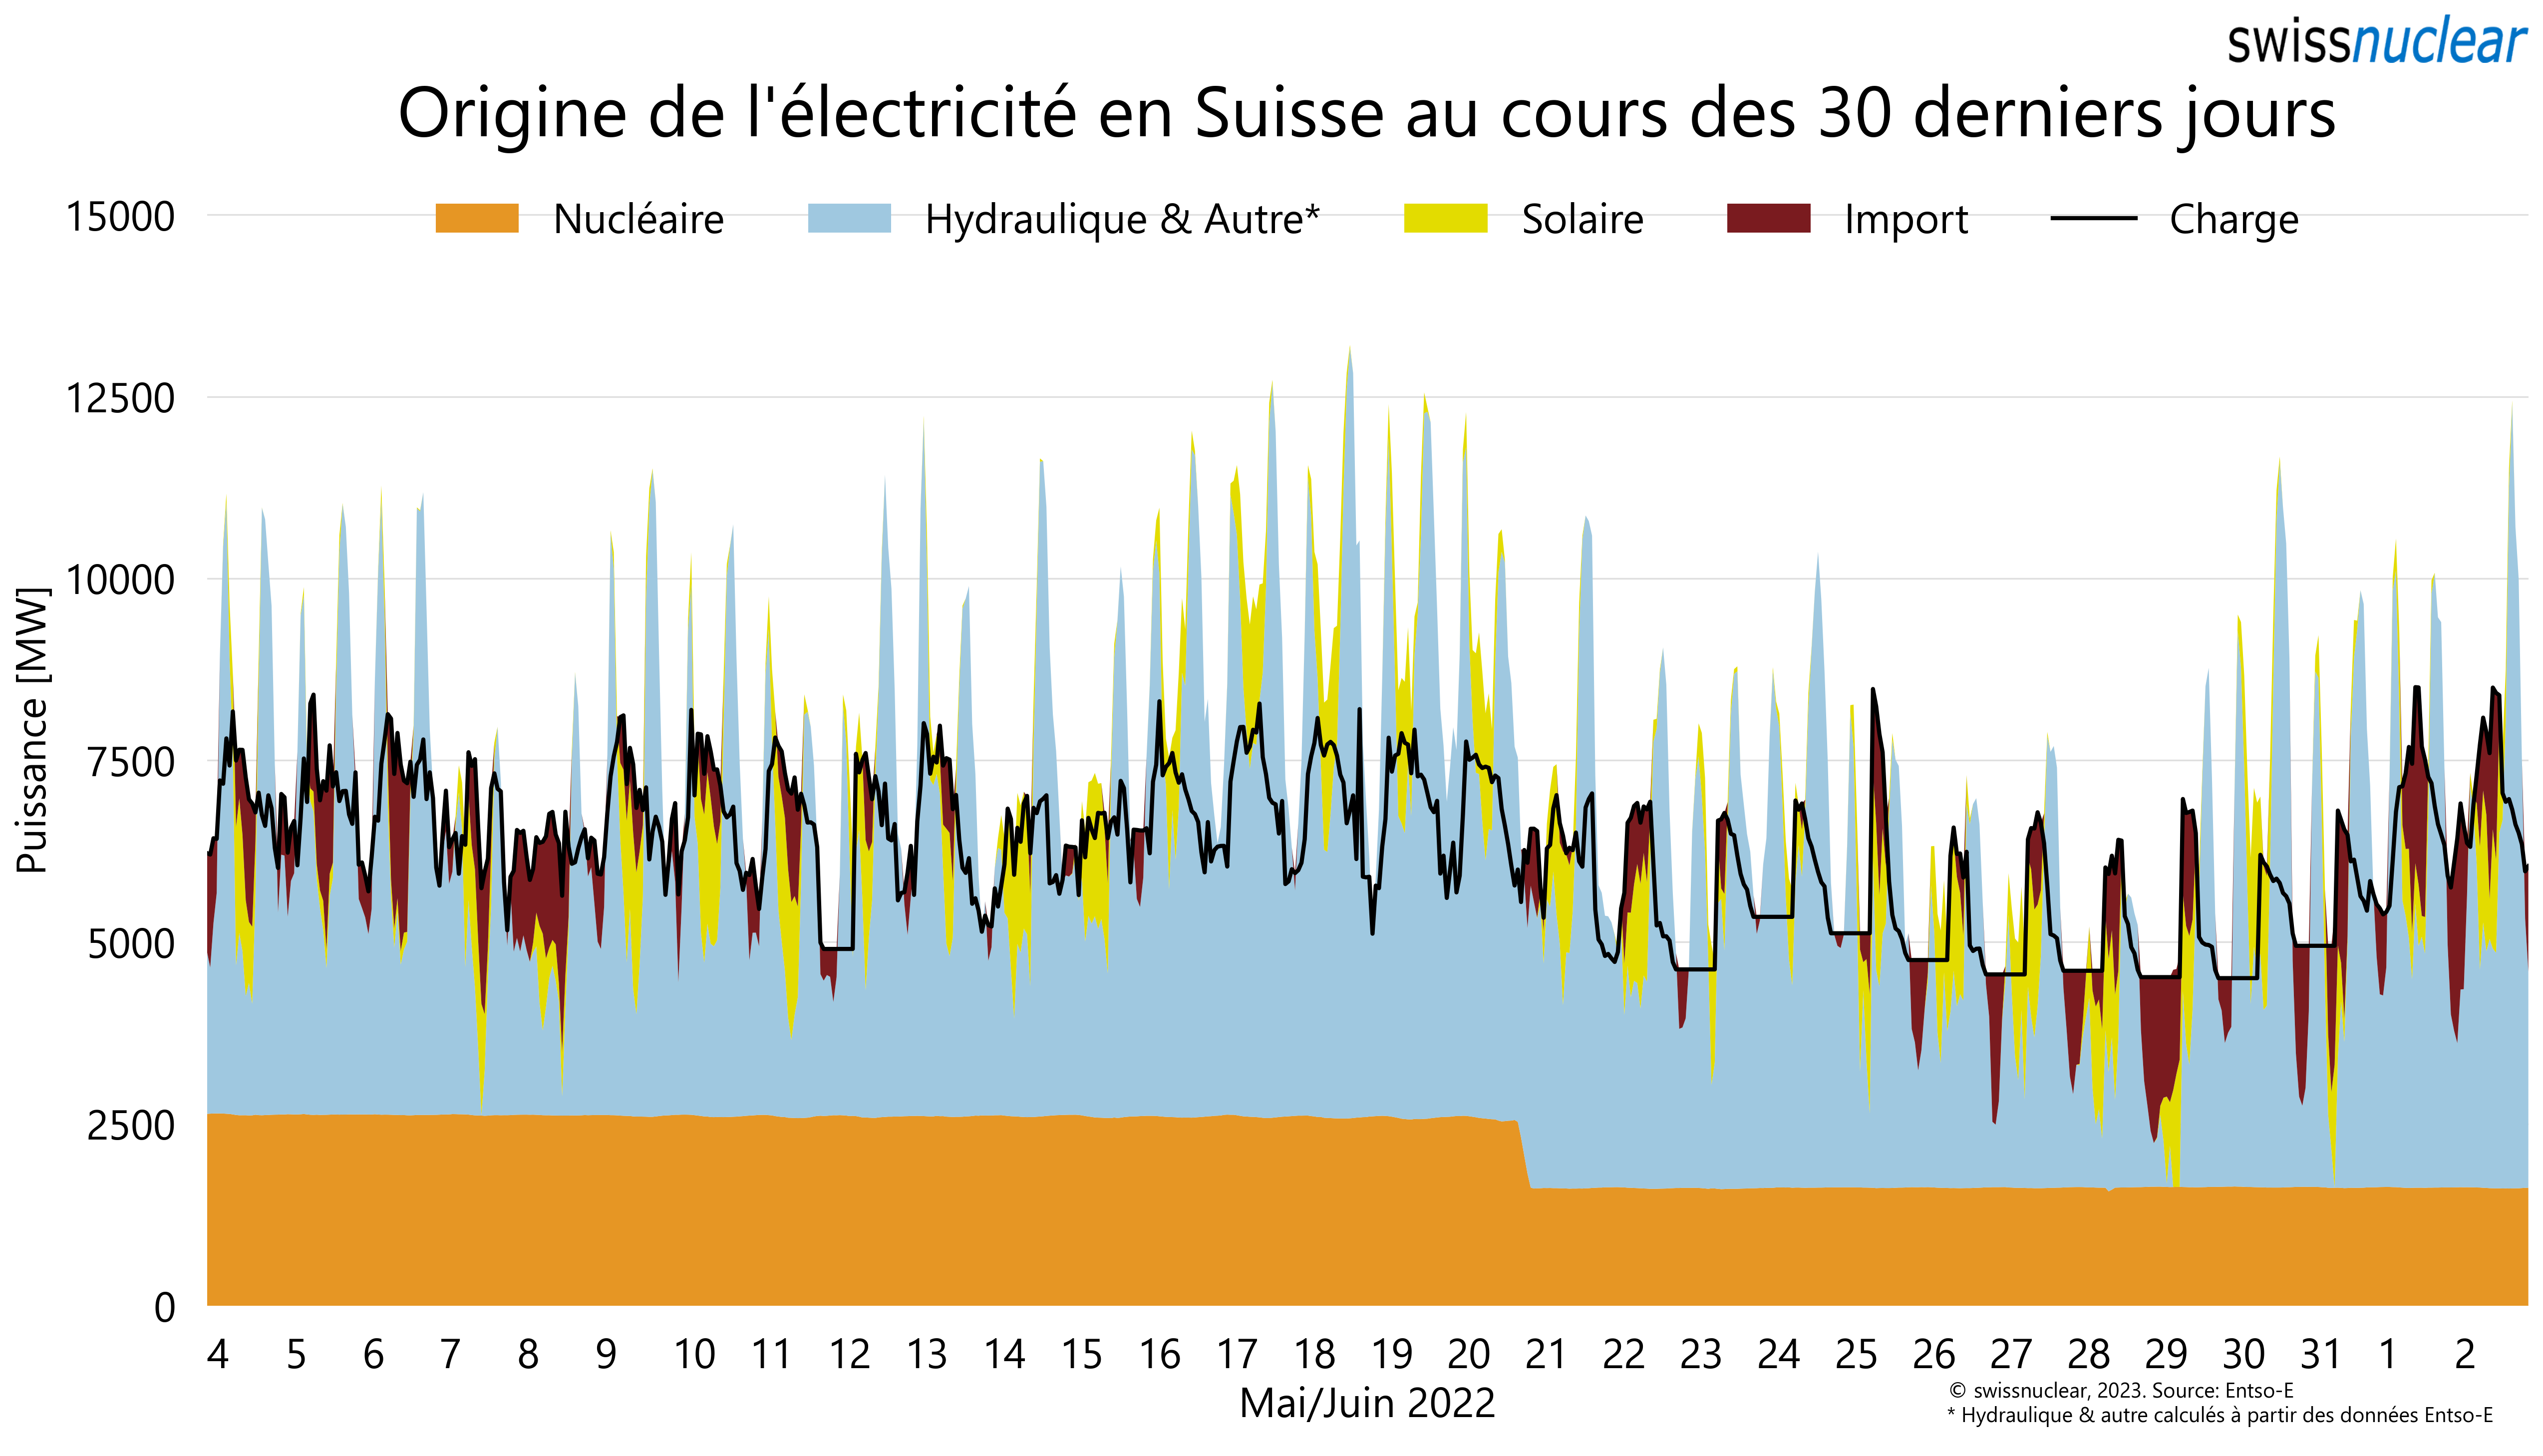 swissnuclear
Origine de l'électricité en Suisse au cours des 30 derniers jours
Nucléaire Hydraulique & Autre* Solaire Import Charge
15000
12500
10000
7500
5000
2500
0
Puissance [MW]
4 5 6 7 8 9 10 11 12 13 14 15 16 17 18 19 20 21 22 23 24 25 26 27 28 29 30 31 1 2
Mai/Juin 2022
© swissnuclear, 2023. Source: Entso-E
* Hydraulique & autre calculés à partir des données Entso-E